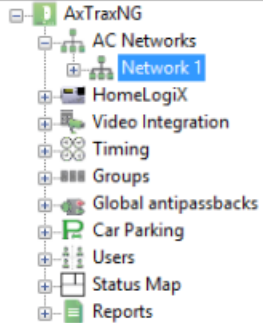 AxTraxNG
AC Networks
Network 1
HomeLogiX
Video Integration
Timing
Groups
Global antipassbacks
Car Parking
Users
Status Map
Reports